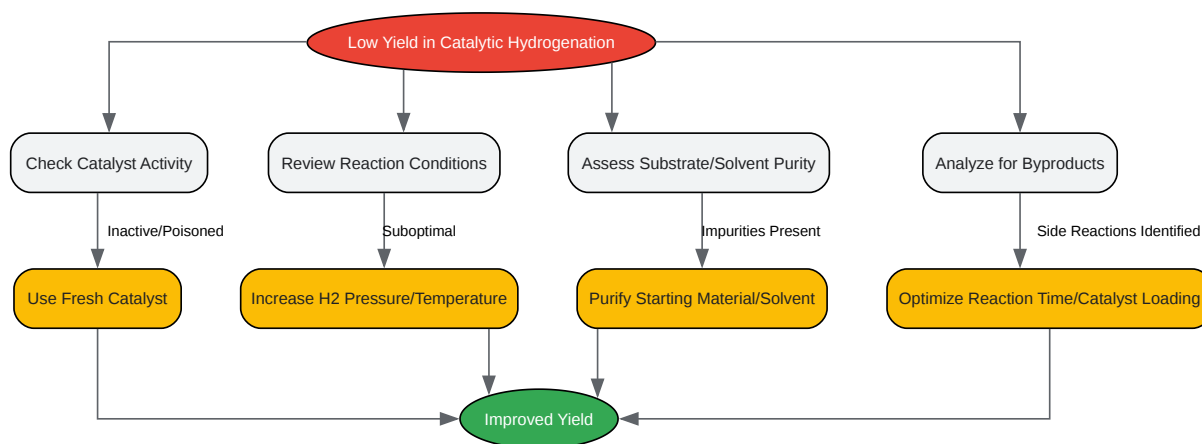 Low Yield in Catalytic Hydrogenation
Check Catalyst Activity
Review Reaction Conditions
Assess Substrate/Solvent Purity
Analyze for Byproducts
Inactive/Poisoned
Suboptimal
Impurities Present
Side Reactions Identified
Use Fresh Catalyst
Increase H2 Pressure/Temperature
Purify Starting Material/Solvent
Optimize Reaction Time/Catalyst Loading
Improved Yield